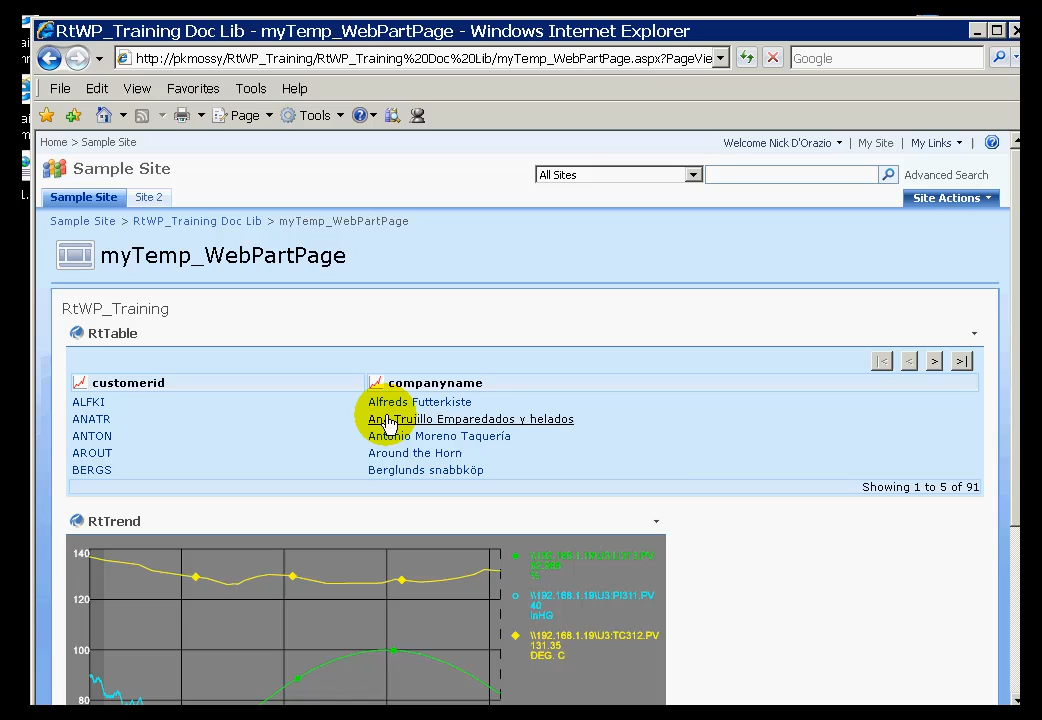 RtWP_Training Doc Lib - myTemp_WebPartPage - Windows Internet Explorer
http://pkmossy/RtWP_Training/RtWP_Training%20Doc%20Lib/myTemp_WebPartPage.aspx?PageVie
Google
File Edit View Favorites Tools Help
Page Tools
Home > Sample Site
Welcome Nick D'Orazio | My Site | My Links |
Sample Site
All Sites
Advanced Search
Sample Site Site 2
Site Actions
Sample Site > RtWP_Training Doc Lib > myTemp_WebPartPage
myTemp_WebPartPage
RtWP_Training
RtTable
|< < > >|
customerid companyname
ALFKI Alfreds Futterkiste
ANATR Ana Trujillo Emparedados y helados
ANTON Antonio Moreno Taquería
AROUT Around the Horn
BERGS Berglunds snabbköp
Showing 1 to 5 of 91
RtTrend
140
120
100
80
\\192.168.1.19\U3:PI311.PV
40
InHG
\\192.168.1.19\U3:TC312.PV
131.35
DEG. C